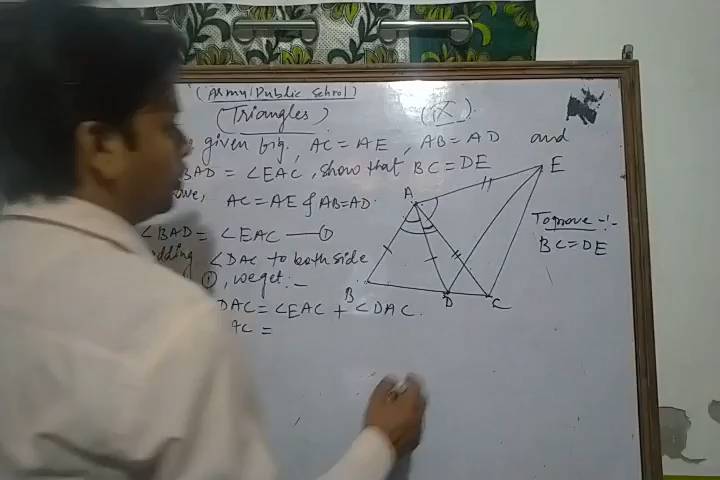 (Army Public School)
(Triangles) (IX).
given fig. AC = AE , AB = AD and
BAD = ∠EAC, show that BC = DE
AC = AE & AB = AD.
∠BAD = ∠EAC —— ①
adding ∠DAC to both side
①, we get:-
DAC = ∠EAC + ∠DAC.
AC =
A
E
B
D
C
To prove -:-
BC = DE